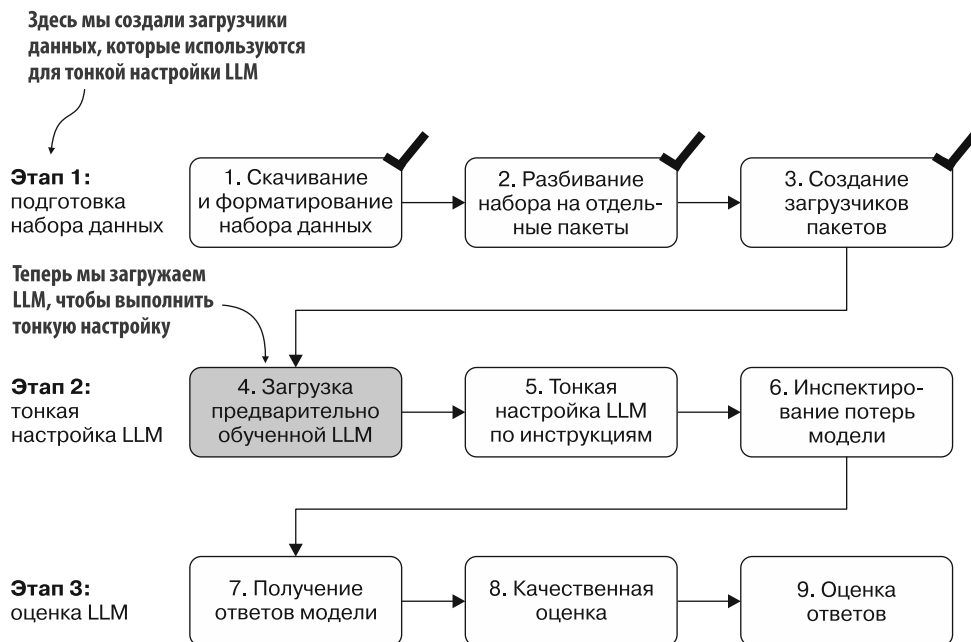 Здесь мы создали загрузчики
данных, которые используются
для тонкой настройки LLM
Этап 1:
подготовка
набора данных
1. Скачивание
и форматирование
набора данных
2. Разбивание
набора на отдель-
ные пакеты
3. Создание
загрузчиков
пакетов
Теперь мы загружаем
LLM, чтобы выполнить
тонкую настройку
Этап 2:
тонкая
настройка LLM
4. Загрузка
предварительно
обученной LLM
5. Тонкая
настройка LLM
по инструкциям
6. Инспектиро-
вание потерь
модели
Этап 3:
оценка LLM
7. Получение
ответов модели
8. Качественная
оценка
9. Оценка
ответов